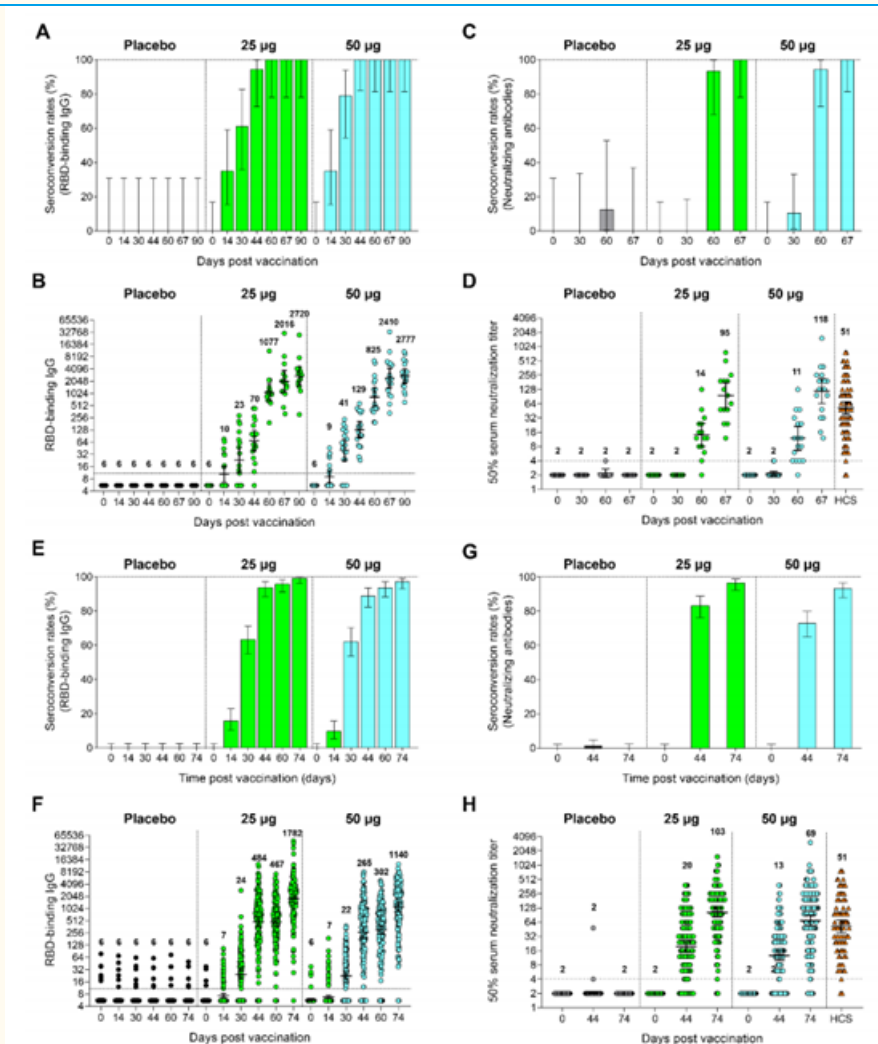 A
Placebo 25 µg 50 µg
Seroconversion rates (%)
(RBD-binding IgG)
100
80
60
40
20
0
0 14 30 44 60 67 90 0 14 30 44 60 67 90 0 14 30 44 60 67 90
Days post vaccination
C
Placebo 25 µg 50 µg
Seroconversion rates (%)
(Neutralizing antibodies)
100
80
60
40
20
0
0 30 60 67 0 30 60 67 0 30 60 67
Days post vaccination
B
Placebo 25 µg 50 µg
RBD-binding IgG
65536
32768
16384
8192
4096
2048
1024
512
256
128
64
32
16
8
4
6 6 6 6 6 6 6 6 10 23 70 1077 2016 2720 6 9 41 129 825 2410 2777
0 14 30 44 60 67 90 0 14 30 44 60 67 90 0 14 30 44 60 67 90
Days post vaccination
D
Placebo 25 µg 50 µg
50% serum neutralization titer
4096
2048
1024
512
256
128
64
32
16
8
4
2
1
2 2 2 2 2 2 14 95 2 2 11 118 51
0 30 60 67 0 30 60 67 0 30 60 67 HCS
Days post vaccination
E
Placebo 25 µg 50 µg
Seroconversion rates (%)
(RBD-binding IgG)
100
80
60
40
20
0
0 14 30 44 60 74 0 14 30 44 60 74 0 14 30 44 60 74
Time post vaccination (days)
G
Placebo 25 µg 50 µg
Seroconversion rates (%)
(Neutralizing antibodies)
100
80
60
40
20
0
0 44 74 0 44 74 0 44 74
Time post vaccination (days)
F
Placebo 25 µg 50 µg
RBD-binding IgG
65536
32768
16384
8192
4096
2048
1024
512
256
128
64
32
16
8
4
6 6 6 6 6 6 6 7 24 484 467 1782 6 7 22 265 302 1140
0 14 30 44 60 74 0 14 30 44 60 74 0 14 30 44 60 74
Days post vaccination
H
Placebo 25 µg 50 µg
50% serum neutralization titer
4096
2048
1024
512
256
128
64
32
16
8
4
2
1
2 2 2 2 20 103 2 13 69 51
0 44 74 0 44 74 0 44 74 HCS
Days post vaccination